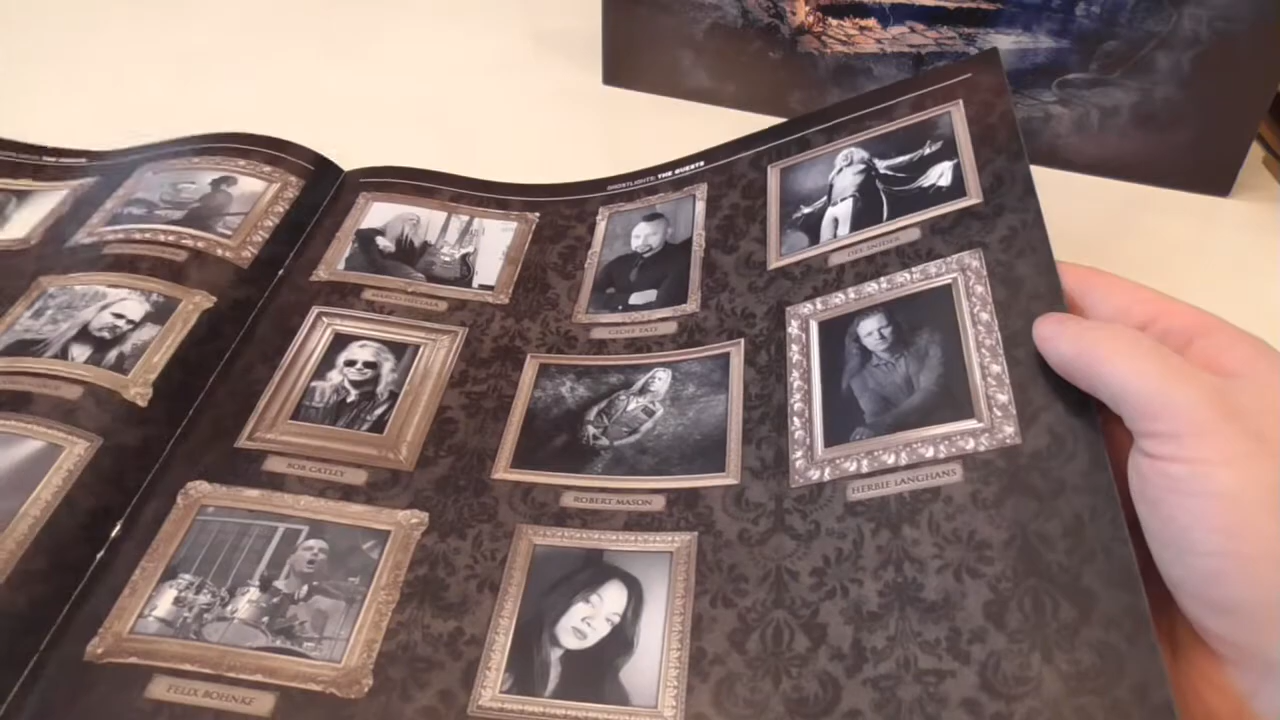 GHOSTLIGHTS: THE GUESTS
DEE SNIDER
MARCO HIETALA
GEOFF TATE
BOB CATLEY
ROBERT MASON
HERBIE LANGHANS
FELIX BOHNKE